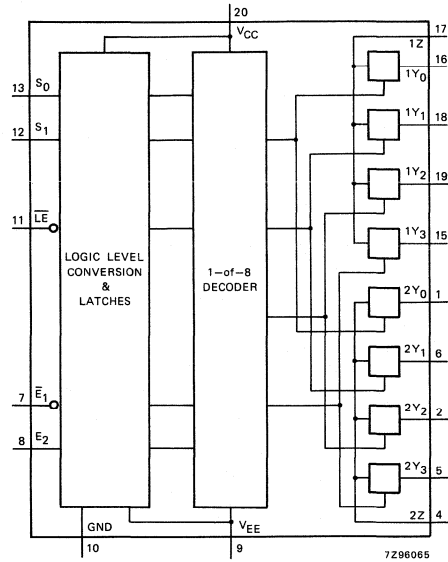 20
VCC
17
1Z
16
1Y0
13 S0
1Y1 18
12 S1
1Y2 19
11 LE
1Y3 15
LOGIC LEVEL
CONVERSION
&
LATCHES
1-of-8
DECODER
2Y0 1
2Y1 6
7 E1
2Y2 2
8 E2
2Y3 5
2Z 4
GND
VEE
10
9
7Z96065